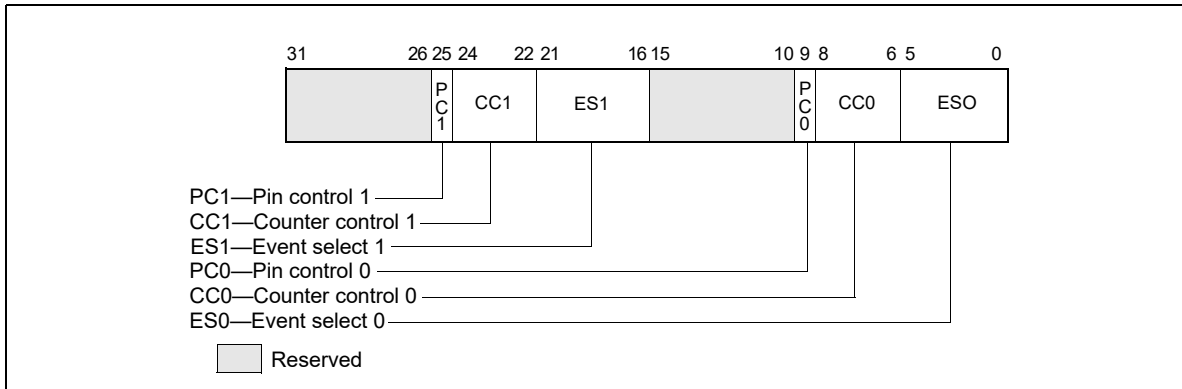 31 26 25 24 22 21 16 15 10 9 8 6 5 0
PC1 CC1 ES1 PC0 CC0 ESO
PC1—Pin control 1
CC1—Counter control 1
ES1—Event select 1
PC0—Pin control 0
CC0—Counter control 0
ES0—Event select 0
Reserved